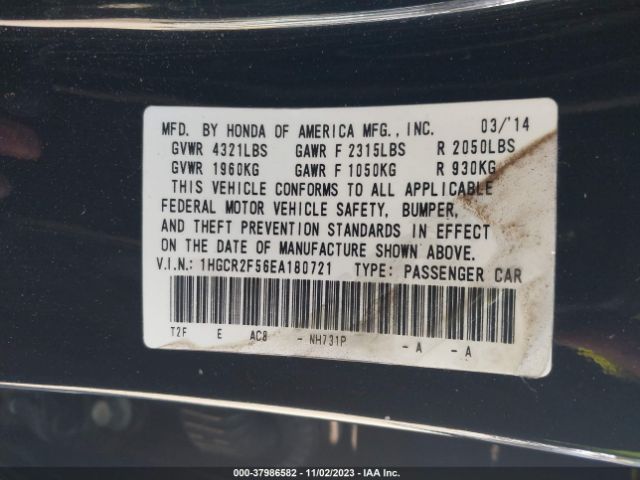 MFD. BY HONDA OF AMERICA MFG., INC. 03/'14
GVWR 4321LBS GAWR F 2315LBS R 2050LBS
GVWR 1960KG GAWR F 1050KG R 930KG
THIS VEHICLE CONFORMS TO ALL APPLICABLE
FEDERAL MOTOR VEHICLE SAFETY, BUMPER,
AND THEFT PREVENTION STANDARDS IN EFFECT
ON THE DATE OF MANUFACTURE SHOWN ABOVE.
V.I.N.: 1HGCR2F56EA180721 TYPE: PASSENGER CAR
T2F E AC8 - NH731P - A - A
000-37986582 - 11/02/2023 - IAA Inc.